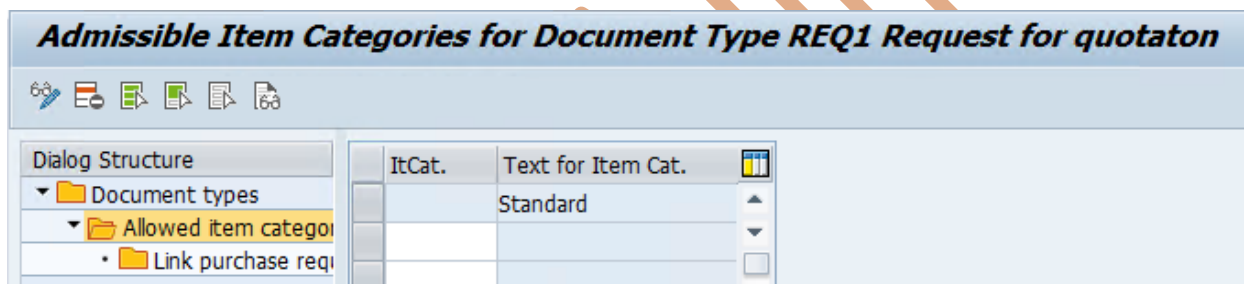 Admissible Item Categories for Document Type REQ1 Request for quotaton
Dialog Structure
ItCat. Text for Item Cat.
Document types
Standard
Allowed item categor
Link purchase requ